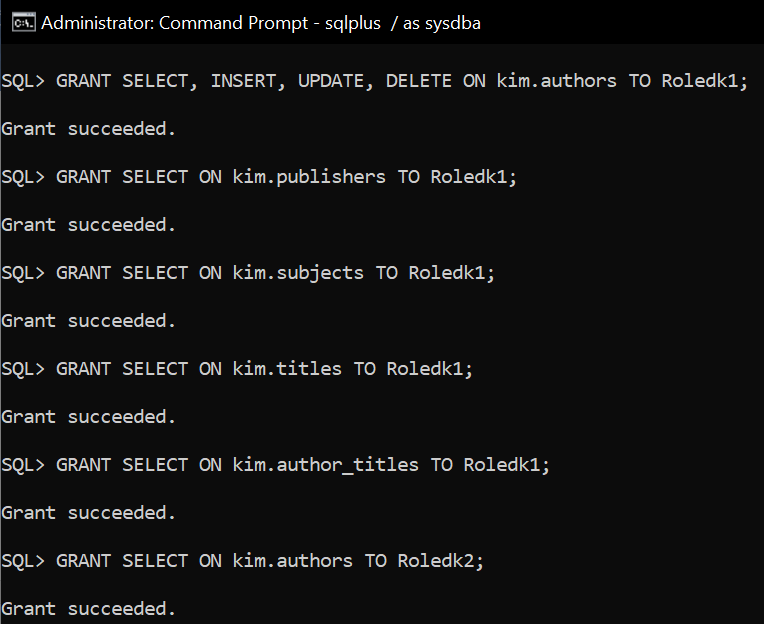 Administrator: Command Prompt - sqlplus  / as sysdba
SQL> GRANT SELECT, INSERT, UPDATE, DELETE ON kim.authors TO Roledk1;
Grant succeeded.
SQL> GRANT SELECT ON kim.publishers TO Roledk1;
Grant succeeded.
SQL> GRANT SELECT ON kim.subjects TO Roledk1;
Grant succeeded.
SQL> GRANT SELECT ON kim.titles TO Roledk1;
Grant succeeded.
SQL> GRANT SELECT ON kim.author_titles TO Roledk1;
Grant succeeded.
SQL> GRANT SELECT ON kim.authors TO Roledk2;
Grant succeeded.